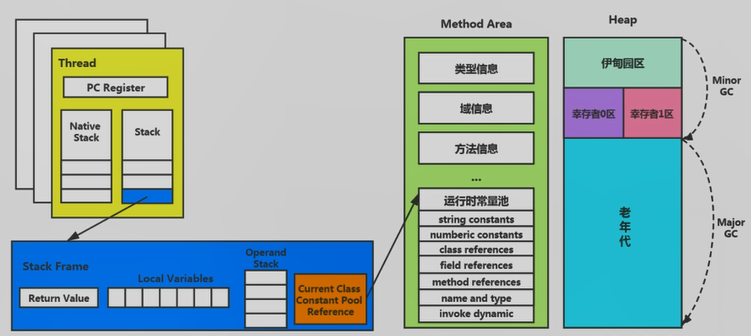 Thread
PC Register
Native
Stack
Stack
Stack Frame
Return Value
Local Variables
Operand
Stack
Current Class
Constant Pool
Reference
Method Area
类型信息
域信息
方法信息
...
运行时常量池
string constants
numberic constants
class references
field references
method references
name and type
invoke dynamic
Heap
伊甸园区
幸存者0区
幸存者1区
老
年
代
Minor
GC
Major
GC